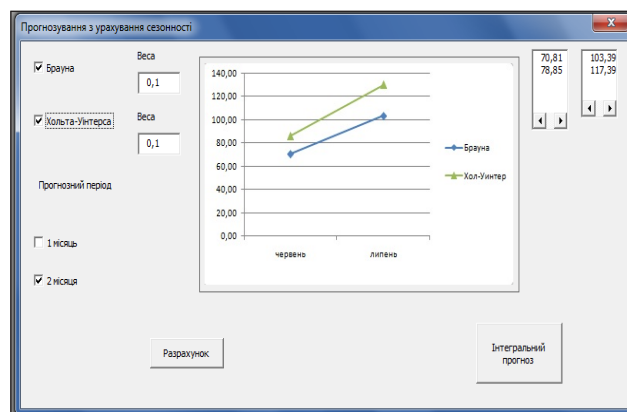 Прогнозування з урахування сезонності
Брауна
Веса
0,1
Хольта-Уінтерса
Веса
0,1
Прогнозний період
1 місяць
2 місяця
140,00
120,00
100,00
80,00
60,00
40,00
20,00
0,00
червень
липень
Брауна
Хол-Уинтер
70,81
78,85
103,39
117,39
Разрахунок
Інтегральний
прогноз